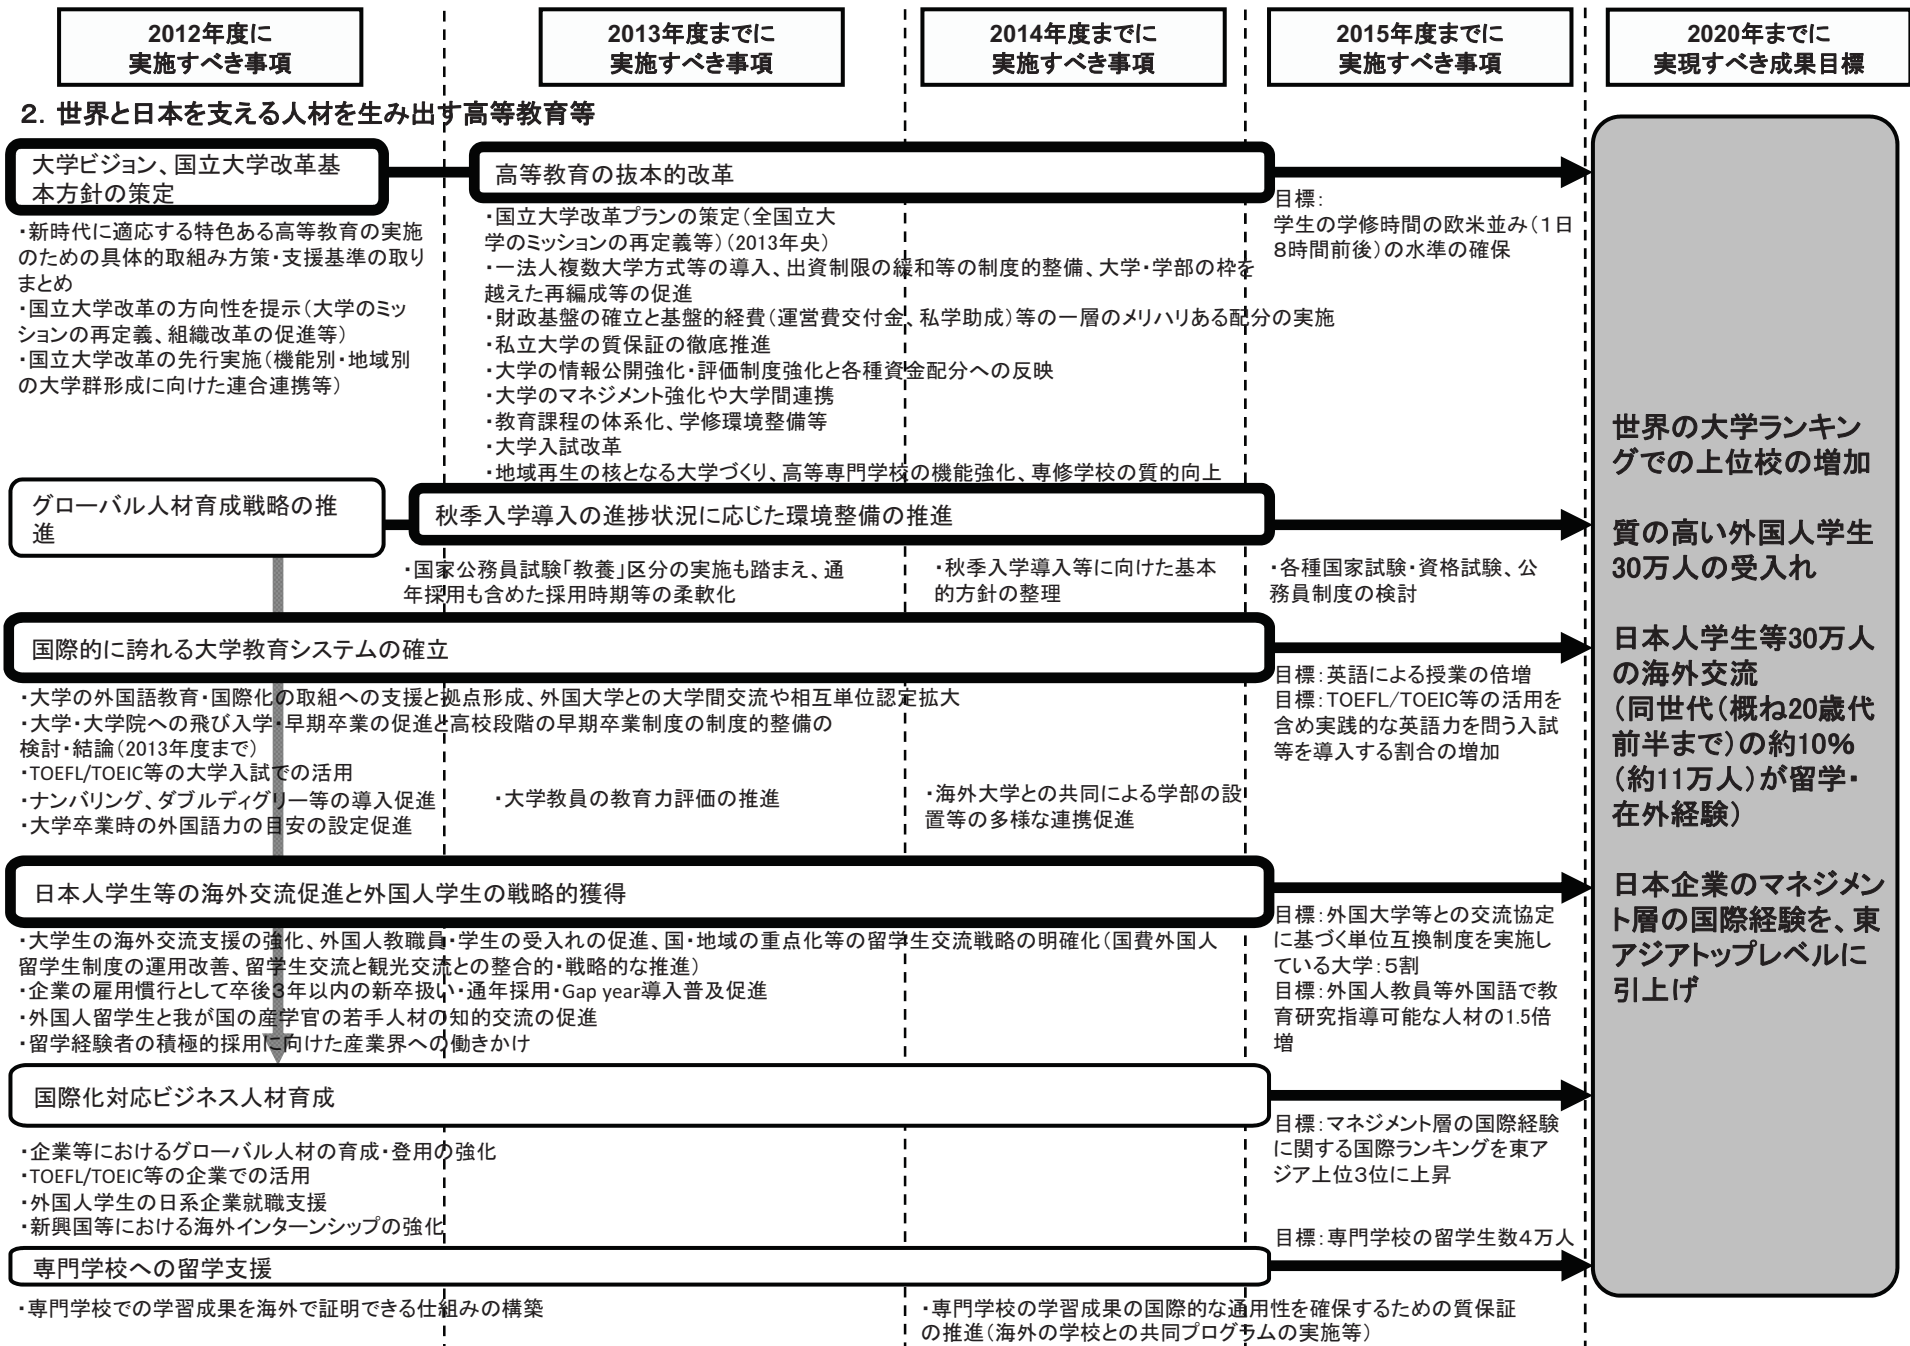 2012年度に
実施すべき事項
2013年度までに
実施すべき事項
2014年度までに
実施すべき事項
2015年度までに
実施すべき事項
2020年までに
実現すべき成果目標
２．世界と日本を支える人材を生み出す高等教育等
大学ビジョン、国立大学改革基
本方針の策定
・新時代に適応する特色ある高等教育の実施
のための具体的取組み方策・支援基準の取り
まとめ
・国立大学改革の方向性を提示（大学のミッ
ションの再定義、組織改革の促進等）
・国立大学改革の先行実施（機能別・地域別
の大学群形成に向けた連合連携等）
高等教育の抜本的改革
・国立大学改革プランの策定（全国立大
学のミッションの再定義等）（2013年央）
・一法人複数大学方式等の導入、出資制限の緩和等の制度的整備、大学・学部の枠を
越えた再編成等の促進
・財政基盤の確立と基盤的経費（運営費交付金、私学助成）等の一層のメリハリある配分の実施
・私立大学の質保証の徹底推進
・大学の情報公開強化・評価制度強化と各種資金配分への反映
・大学のマネジメント強化や大学間連携
・教育課程の体系化、学修環境整備等
・大学入試改革
・地域再生の核となる大学づくり、高等専門学校の機能強化、専修学校の質的向上
目標：
学生の学修時間の欧米並み（１日
８時間前後）の水準の確保
グローバル人材育成戦略の推
進
秋季入学導入の進捗状況に応じた環境整備の推進
・国家公務員試験「教養」区分の実施も踏まえ、通
年採用も含めた採用時期等の柔軟化
・秋季入学導入等に向けた基本
的方針の整理
・各種国家試験・資格試験、公
務員制度の検討
国際的に誇れる大学教育システムの確立
・大学の外国語教育・国際化の取組への支援と拠点形成、外国大学との大学間交流や相互単位認定拡大
・大学・大学院への飛び入学・早期卒業の促進と高校段階の早期卒業制度の制度的整備の
検討・結論（2013年度まで）
・TOEFL/TOEIC等の大学入試での活用
・ナンバリング、ダブルディグリー等の導入促進
・大学卒業時の外国語力の目安の設定促進
・大学教員の教育力評価の推進
・海外大学との共同による学部の設
置等の多様な連携促進
目標：英語による授業の倍増
目標：TOEFL/TOEIC等の活用を
含め実践的な英語力を問う入試
等を導入する割合の増加
日本人学生等の海外交流促進と外国人学生の戦略的獲得
・大学生の海外交流支援の強化、外国人教職員・学生の受入れの促進、国・地域の重点化等の留学生交流戦略の明確化（国費外国人
留学生制度の運用改善、留学生交流と観光交流との整合的・戦略的な推進）
・企業の雇用慣行として卒後３年以内の新卒扱い・通年採用・Gap year導入普及促進
・外国人留学生と我が国の産学官の若手人材の知的交流の促進
・留学経験者の積極的採用に向けた産業界への働きかけ
目標：外国大学等との交流協定
に基づく単位互換制度を実施し
ている大学：５割
目標：外国人教員等外国語で教
育研究指導可能な人材の1.5倍
増
国際化対応ビジネス人材育成
・企業等におけるグローバル人材の育成・登用の強化
・TOEFL/TOEIC等の企業での活用
・外国人学生の日系企業就職支援
・新興国等における海外インターンシップの強化
目標：マネジメント層の国際経験
に関する国際ランキングを東ア
ジア上位３位に上昇
専門学校への留学支援
目標：専門学校の留学生数４万人
・専門学校での学習成果を海外で証明できる仕組みの構築
・専門学校の学習成果の国際的な通用性を確保するための質保証
の推進（海外の学校との共同プログラムの実施等）
世界の大学ランキン
グでの上位校の増加
質の高い外国人学生
30万人の受入れ
日本人学生等30万人
の海外交流
（同世代（概ね20歳代
前半まで）の約10％
（約11万人）が留学・
在外経験）
日本企業のマネジメン
ト層の国際経験を、東
アジアトップレベルに
引上げ